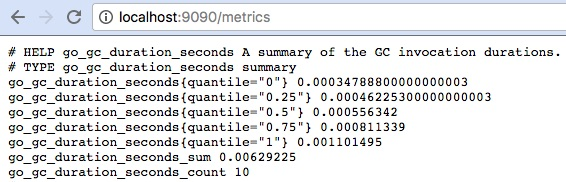 localhost:9090/metrics
# HELP go_gc_duration_seconds A summary of the GC invocation durations.
# TYPE go_gc_duration_seconds summary
go_gc_duration_seconds{quantile="0"} 0.00034788800000000003
go_gc_duration_seconds{quantile="0.25"} 0.00046225300000000003
go_gc_duration_seconds{quantile="0.5"} 0.000556342
go_gc_duration_seconds{quantile="0.75"} 0.000811339
go_gc_duration_seconds{quantile="1"} 0.001101495
go_gc_duration_seconds_sum 0.00629225
go_gc_duration_seconds_count 10